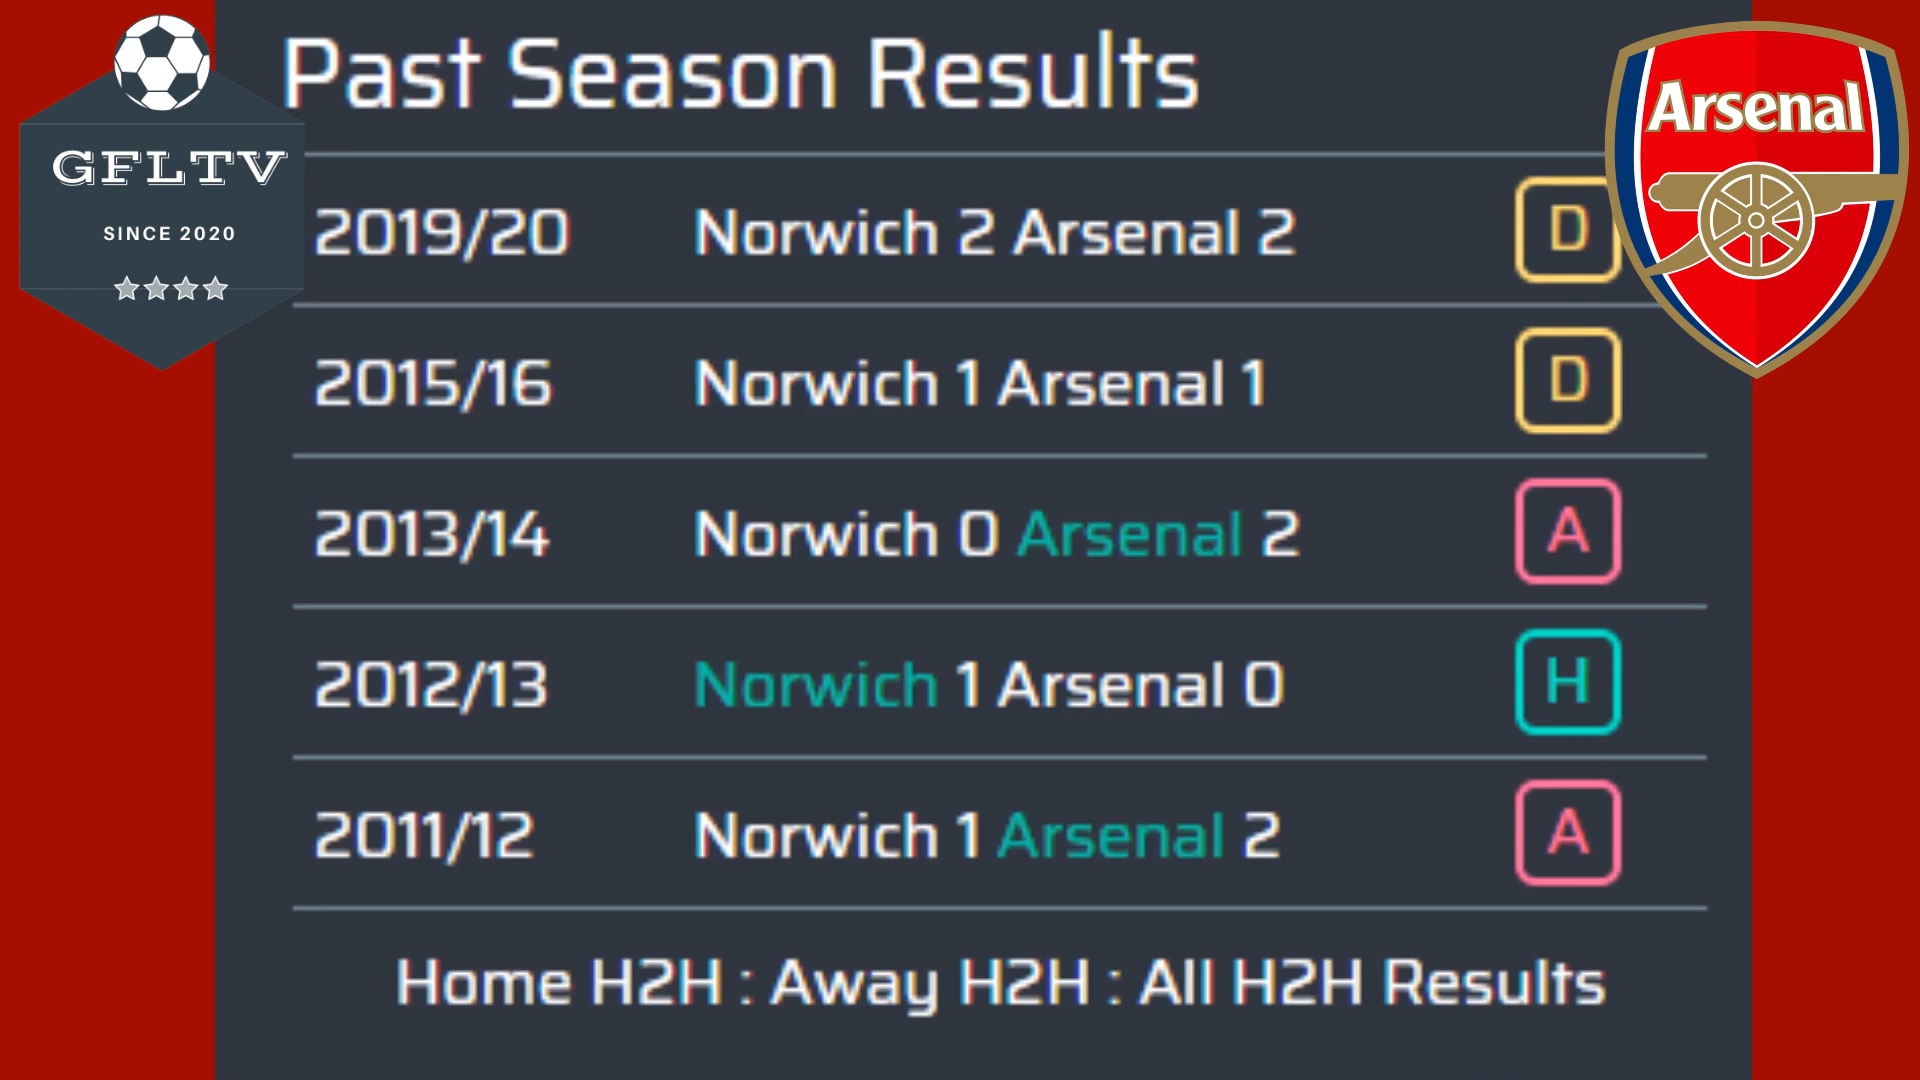 Past Season Results
GFLTV
SINCE 2020
Arsenal
2019/20 Norwich 2 Arsenal 2 D
2015/16 Norwich 1 Arsenal 1 D
2013/14 Norwich 0 Arsenal 2 A
2012/13 Norwich 1 Arsenal 0 H
2011/12 Norwich 1 Arsenal 2 A
Home H2H : Away H2H : All H2H Results